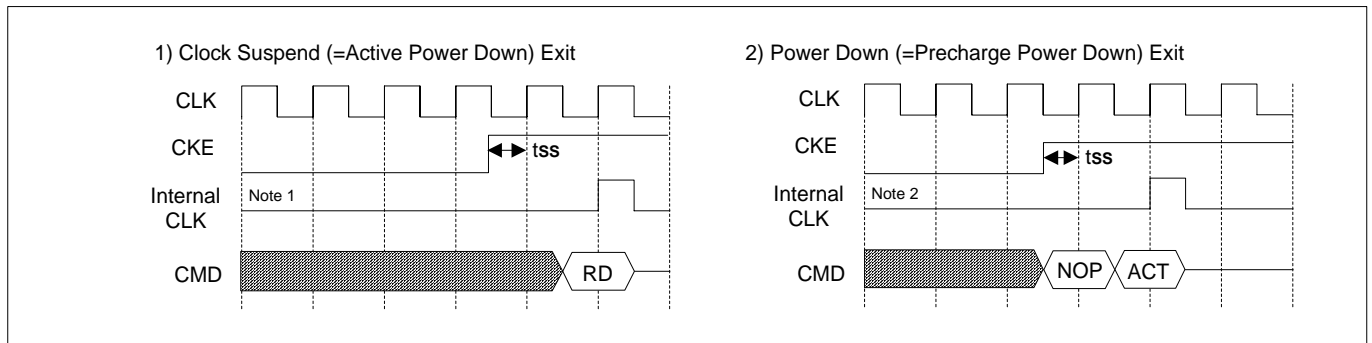 1) Clock Suspend (=Active Power Down) Exit
CLK
CKE
tss
Internal
CLK
Note 1
CMD
RD
2) Power Down (=Precharge Power Down) Exit
CLK
CKE
tss
Internal
CLK
Note 2
CMD
NOP
ACT